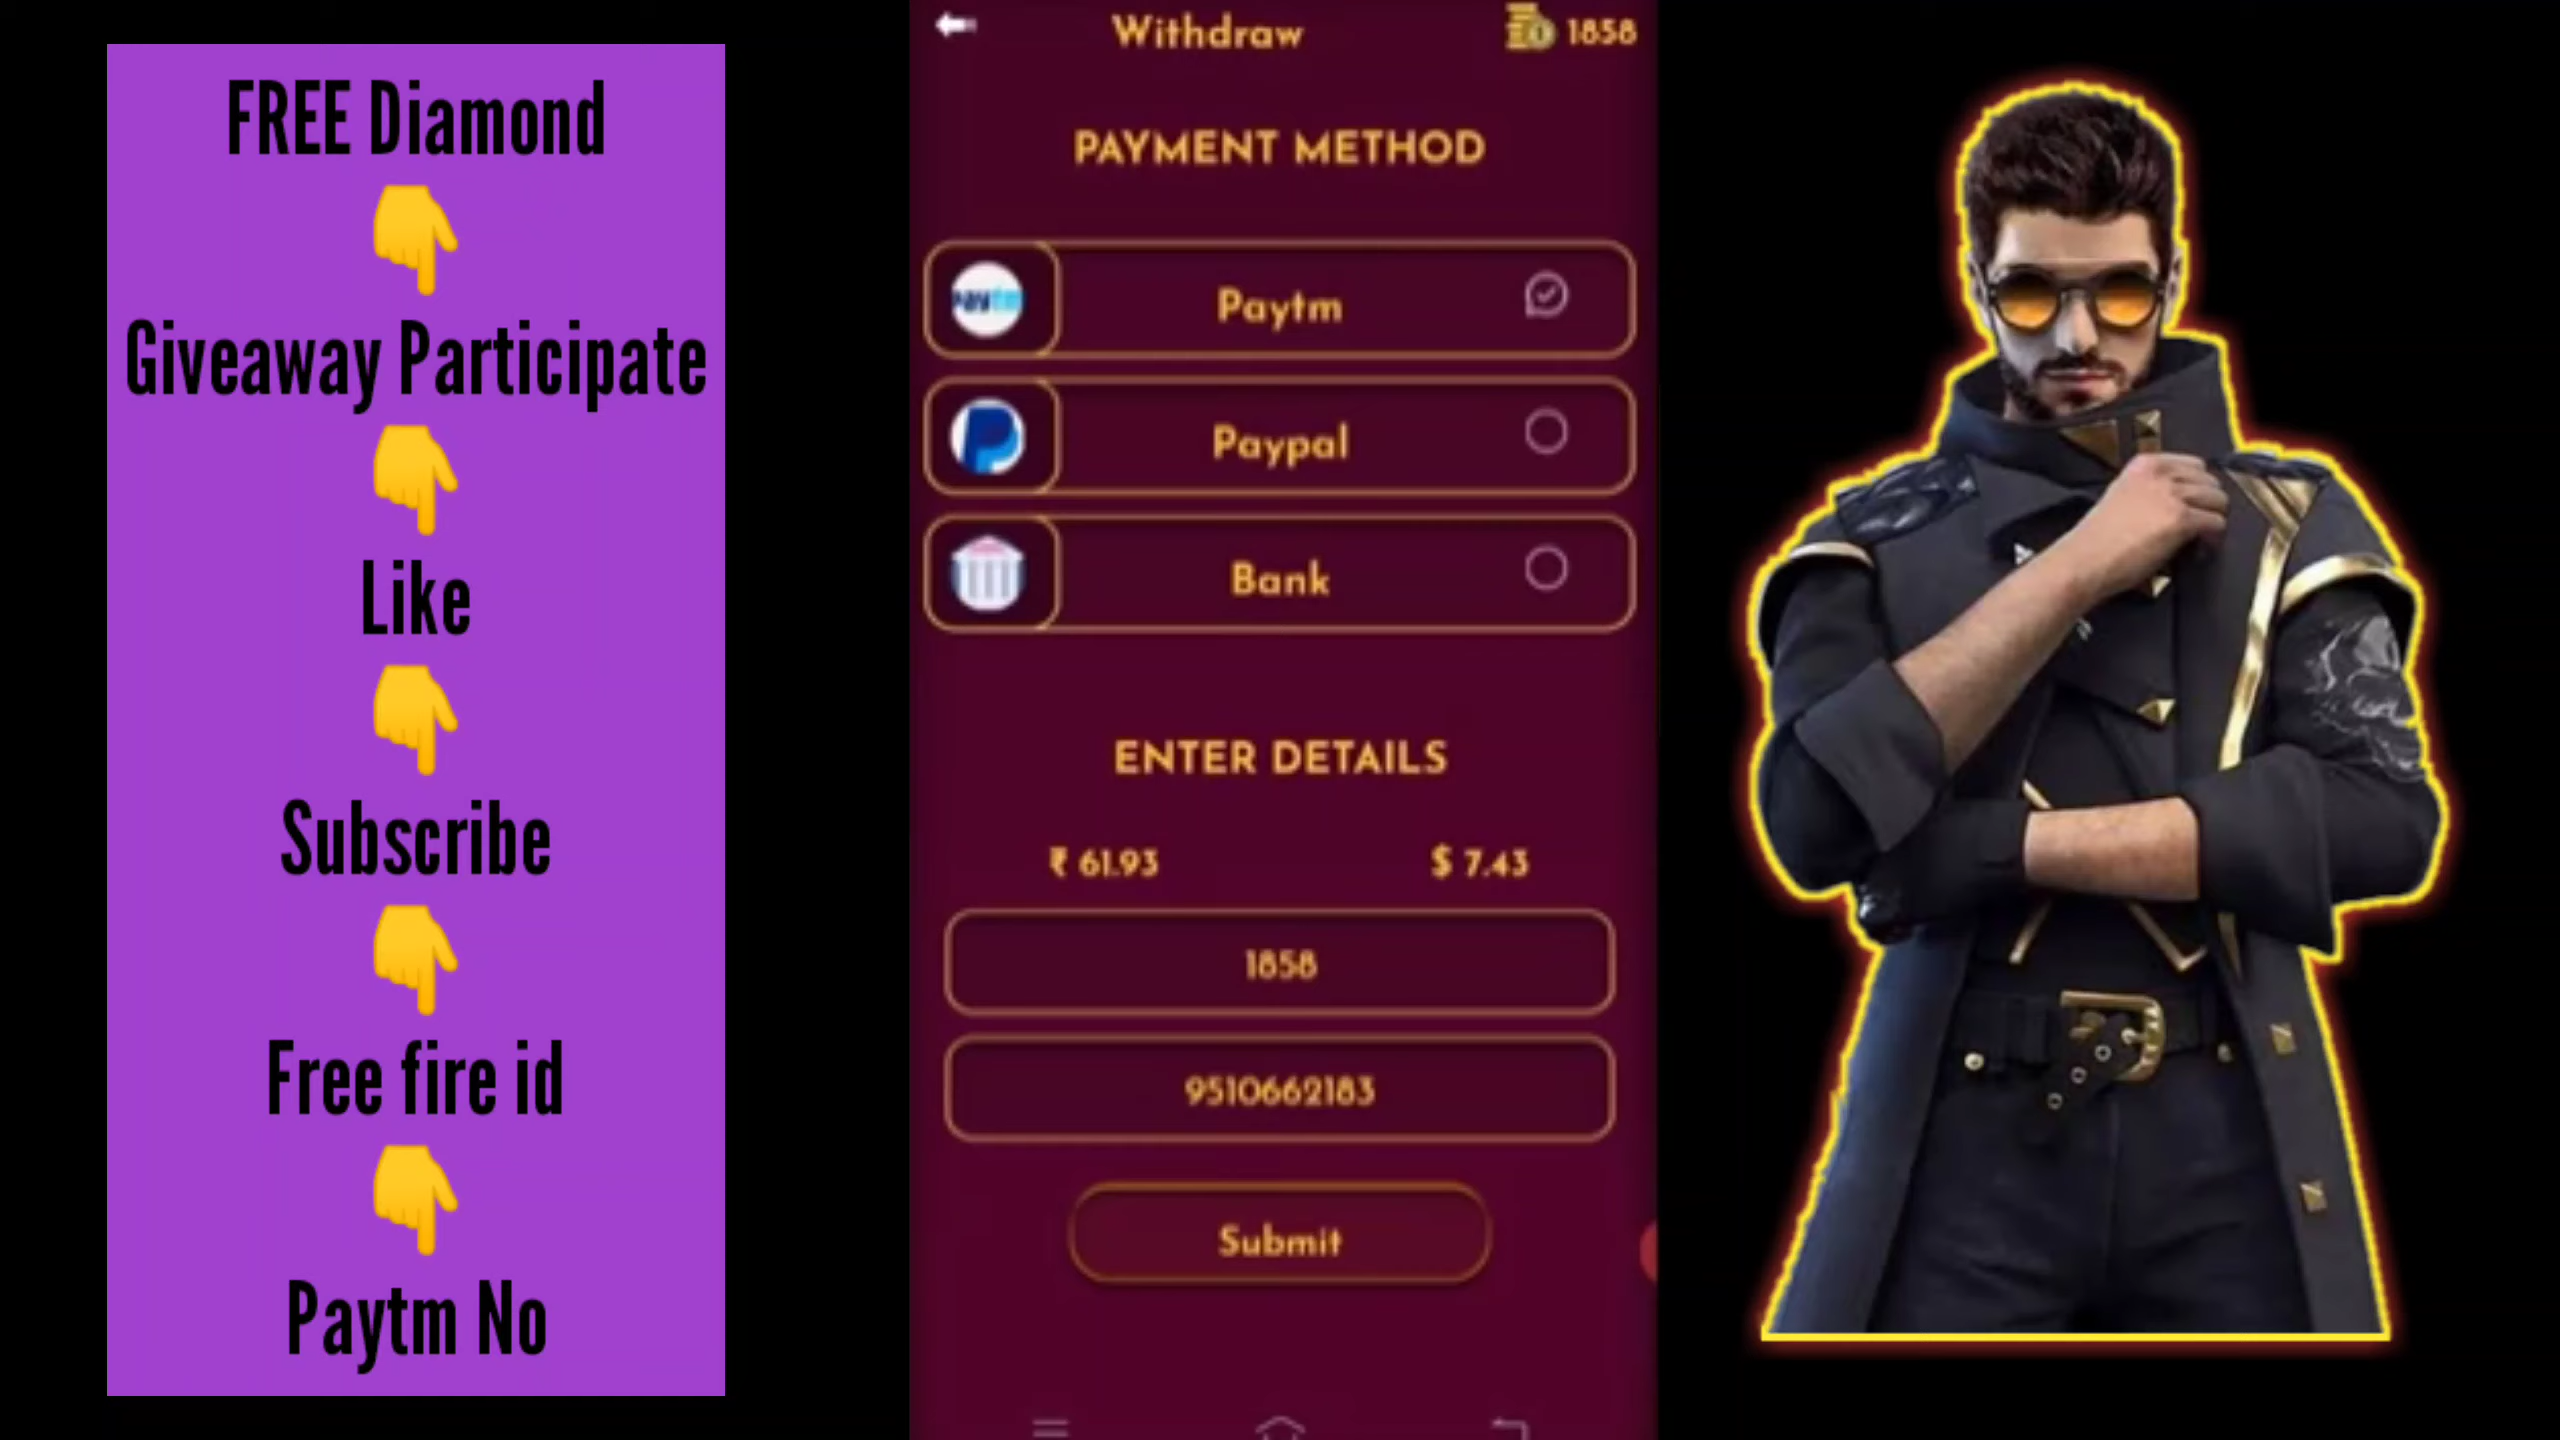 FREE Diamond
Giveaway Participate
Like
Subscribe
Free fire id
Paytm No
Withdraw
1858
PAYMENT METHOD
Paytm
Paytm
Paypal
Bank
ENTER DETAILS
₹ 61.93
$ 7.43
1858
9510662183
Submit